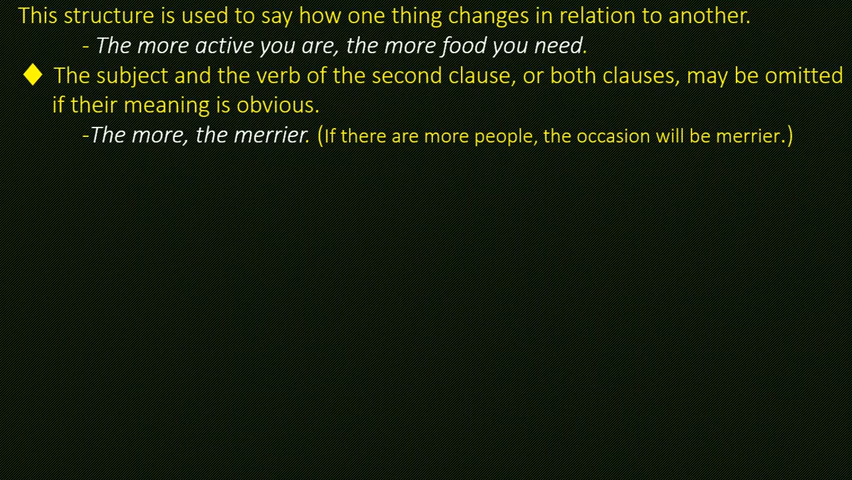 This structure is used to say how one thing changes in relation to another.
- The more active you are, the more food you need.
The subject and the verb of the second clause, or both clauses, may be omitted
if their meaning is obvious.
-The more, the merrier. (If there are more people, the occasion will be merrier.)